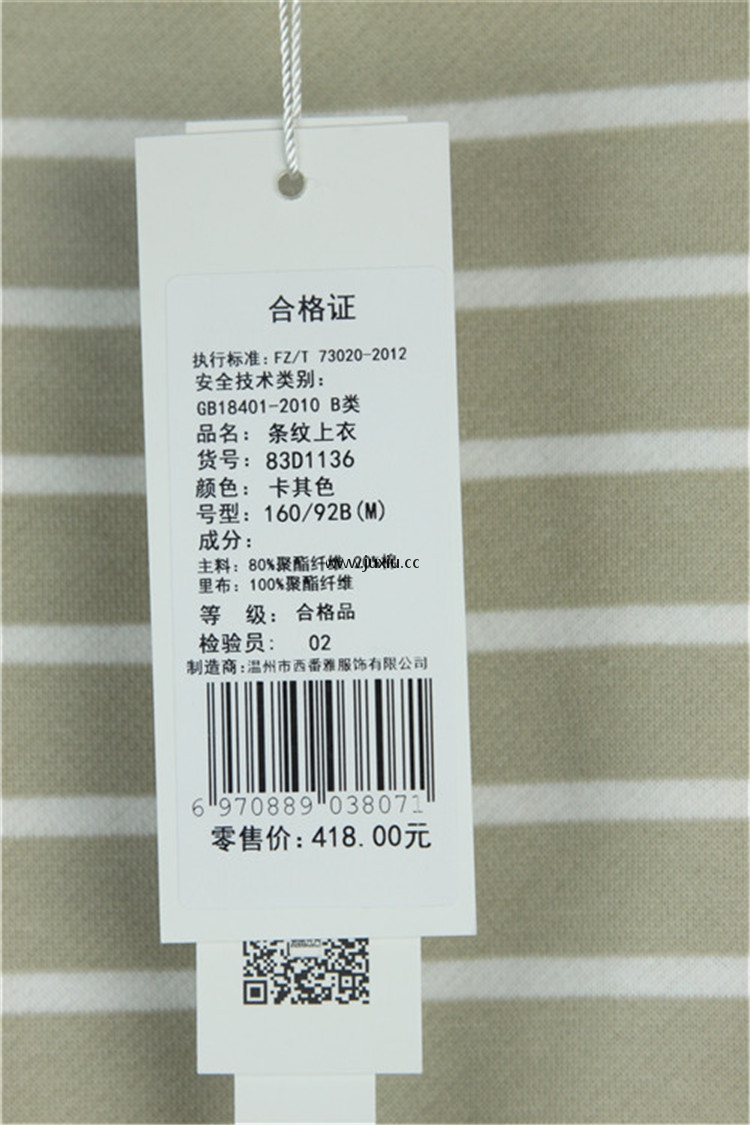 合格证
执行标准：FZ/T 73020-2012
安全技术类别：
GB18401-2010 B类
品名：条纹上衣
货号：83D1136
颜色：卡其色
号型：160/92B(M)
成分：
主料：80%聚酯纤维 www.juxiu.cc
里布：100%聚酯纤维
等 级：合格品
检验员： 02
制造商：温州市西番雅服饰有限公司
6 970889 038071
零售价：418.00元